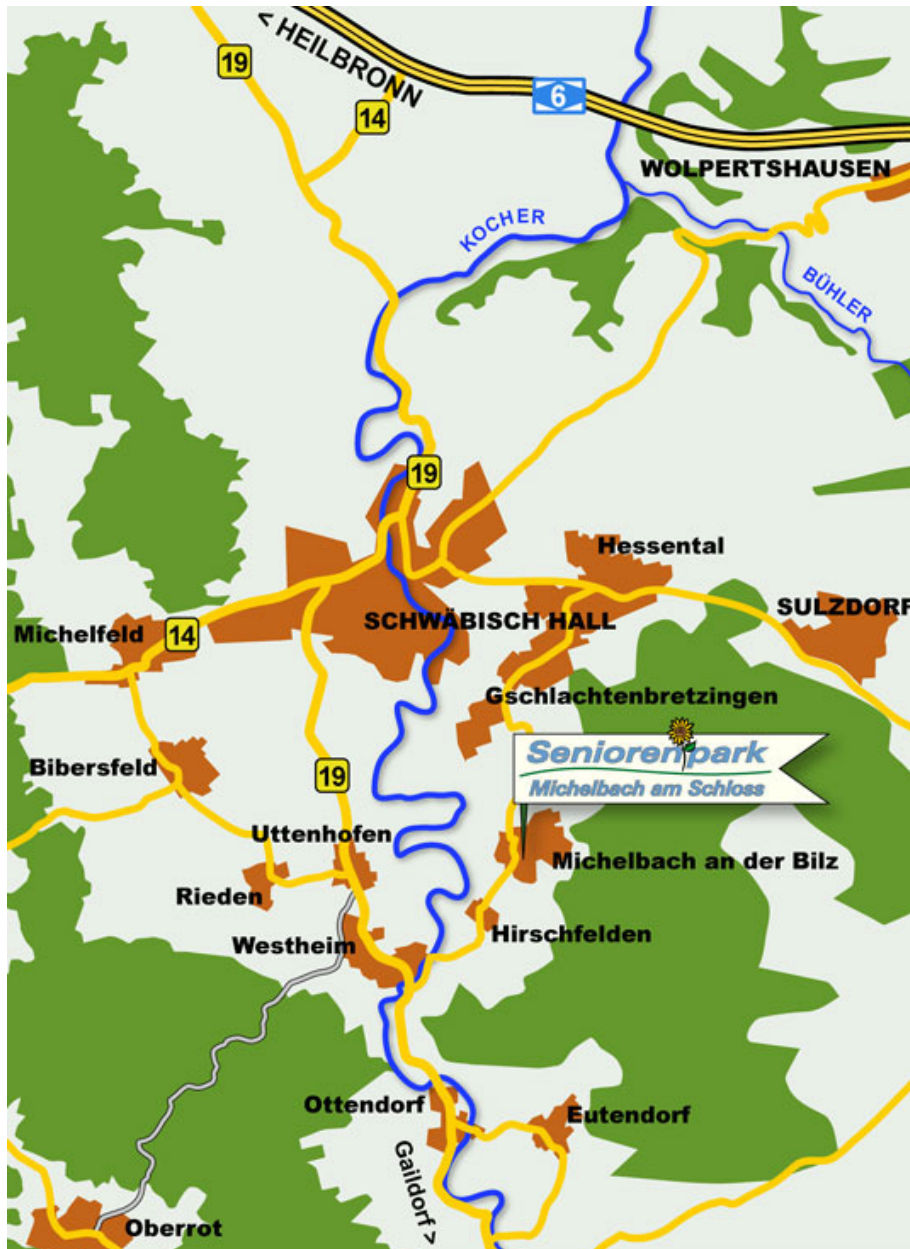 19
< HEILBRONN
6
14
WOLPERTSHAUSEN
KOCHER
BÜHLER
19
Hessental
SCHWÄBISCH HALL
SULZDORF
Michelfeld
14
Gschlachtenbretzingen
Seniorenpark
Michelbach am Schloss
Bibersfeld
19
Uttenhofen
Michelbach an der Bilz
Rieden
Westheim
Hirschfelden
Ottendorf
Eutendorf
Gaildorf >
Oberrot